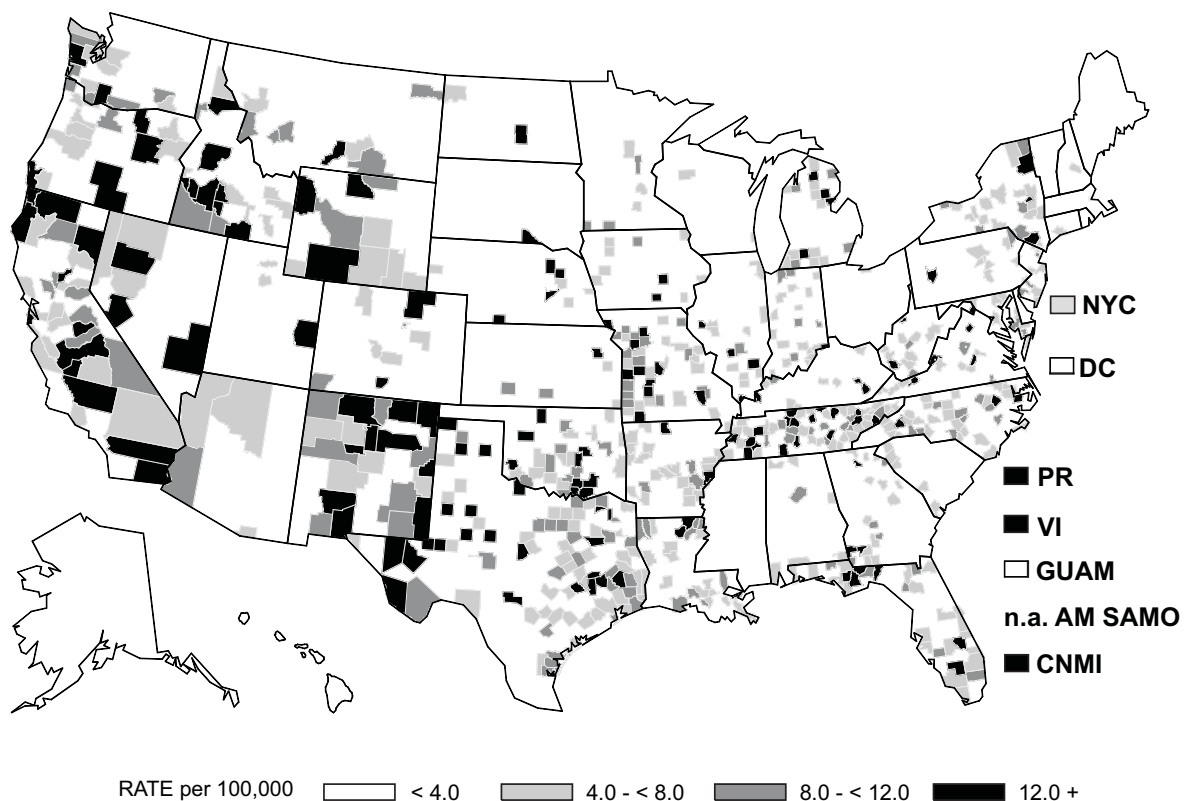 NYC
DC
PR
VI
GUAM
n.a. AM SAMO
CNMI
RATE per 100,000 < 4.0 4.0 - < 8.0 8.0 - < 12.0 12.0 +